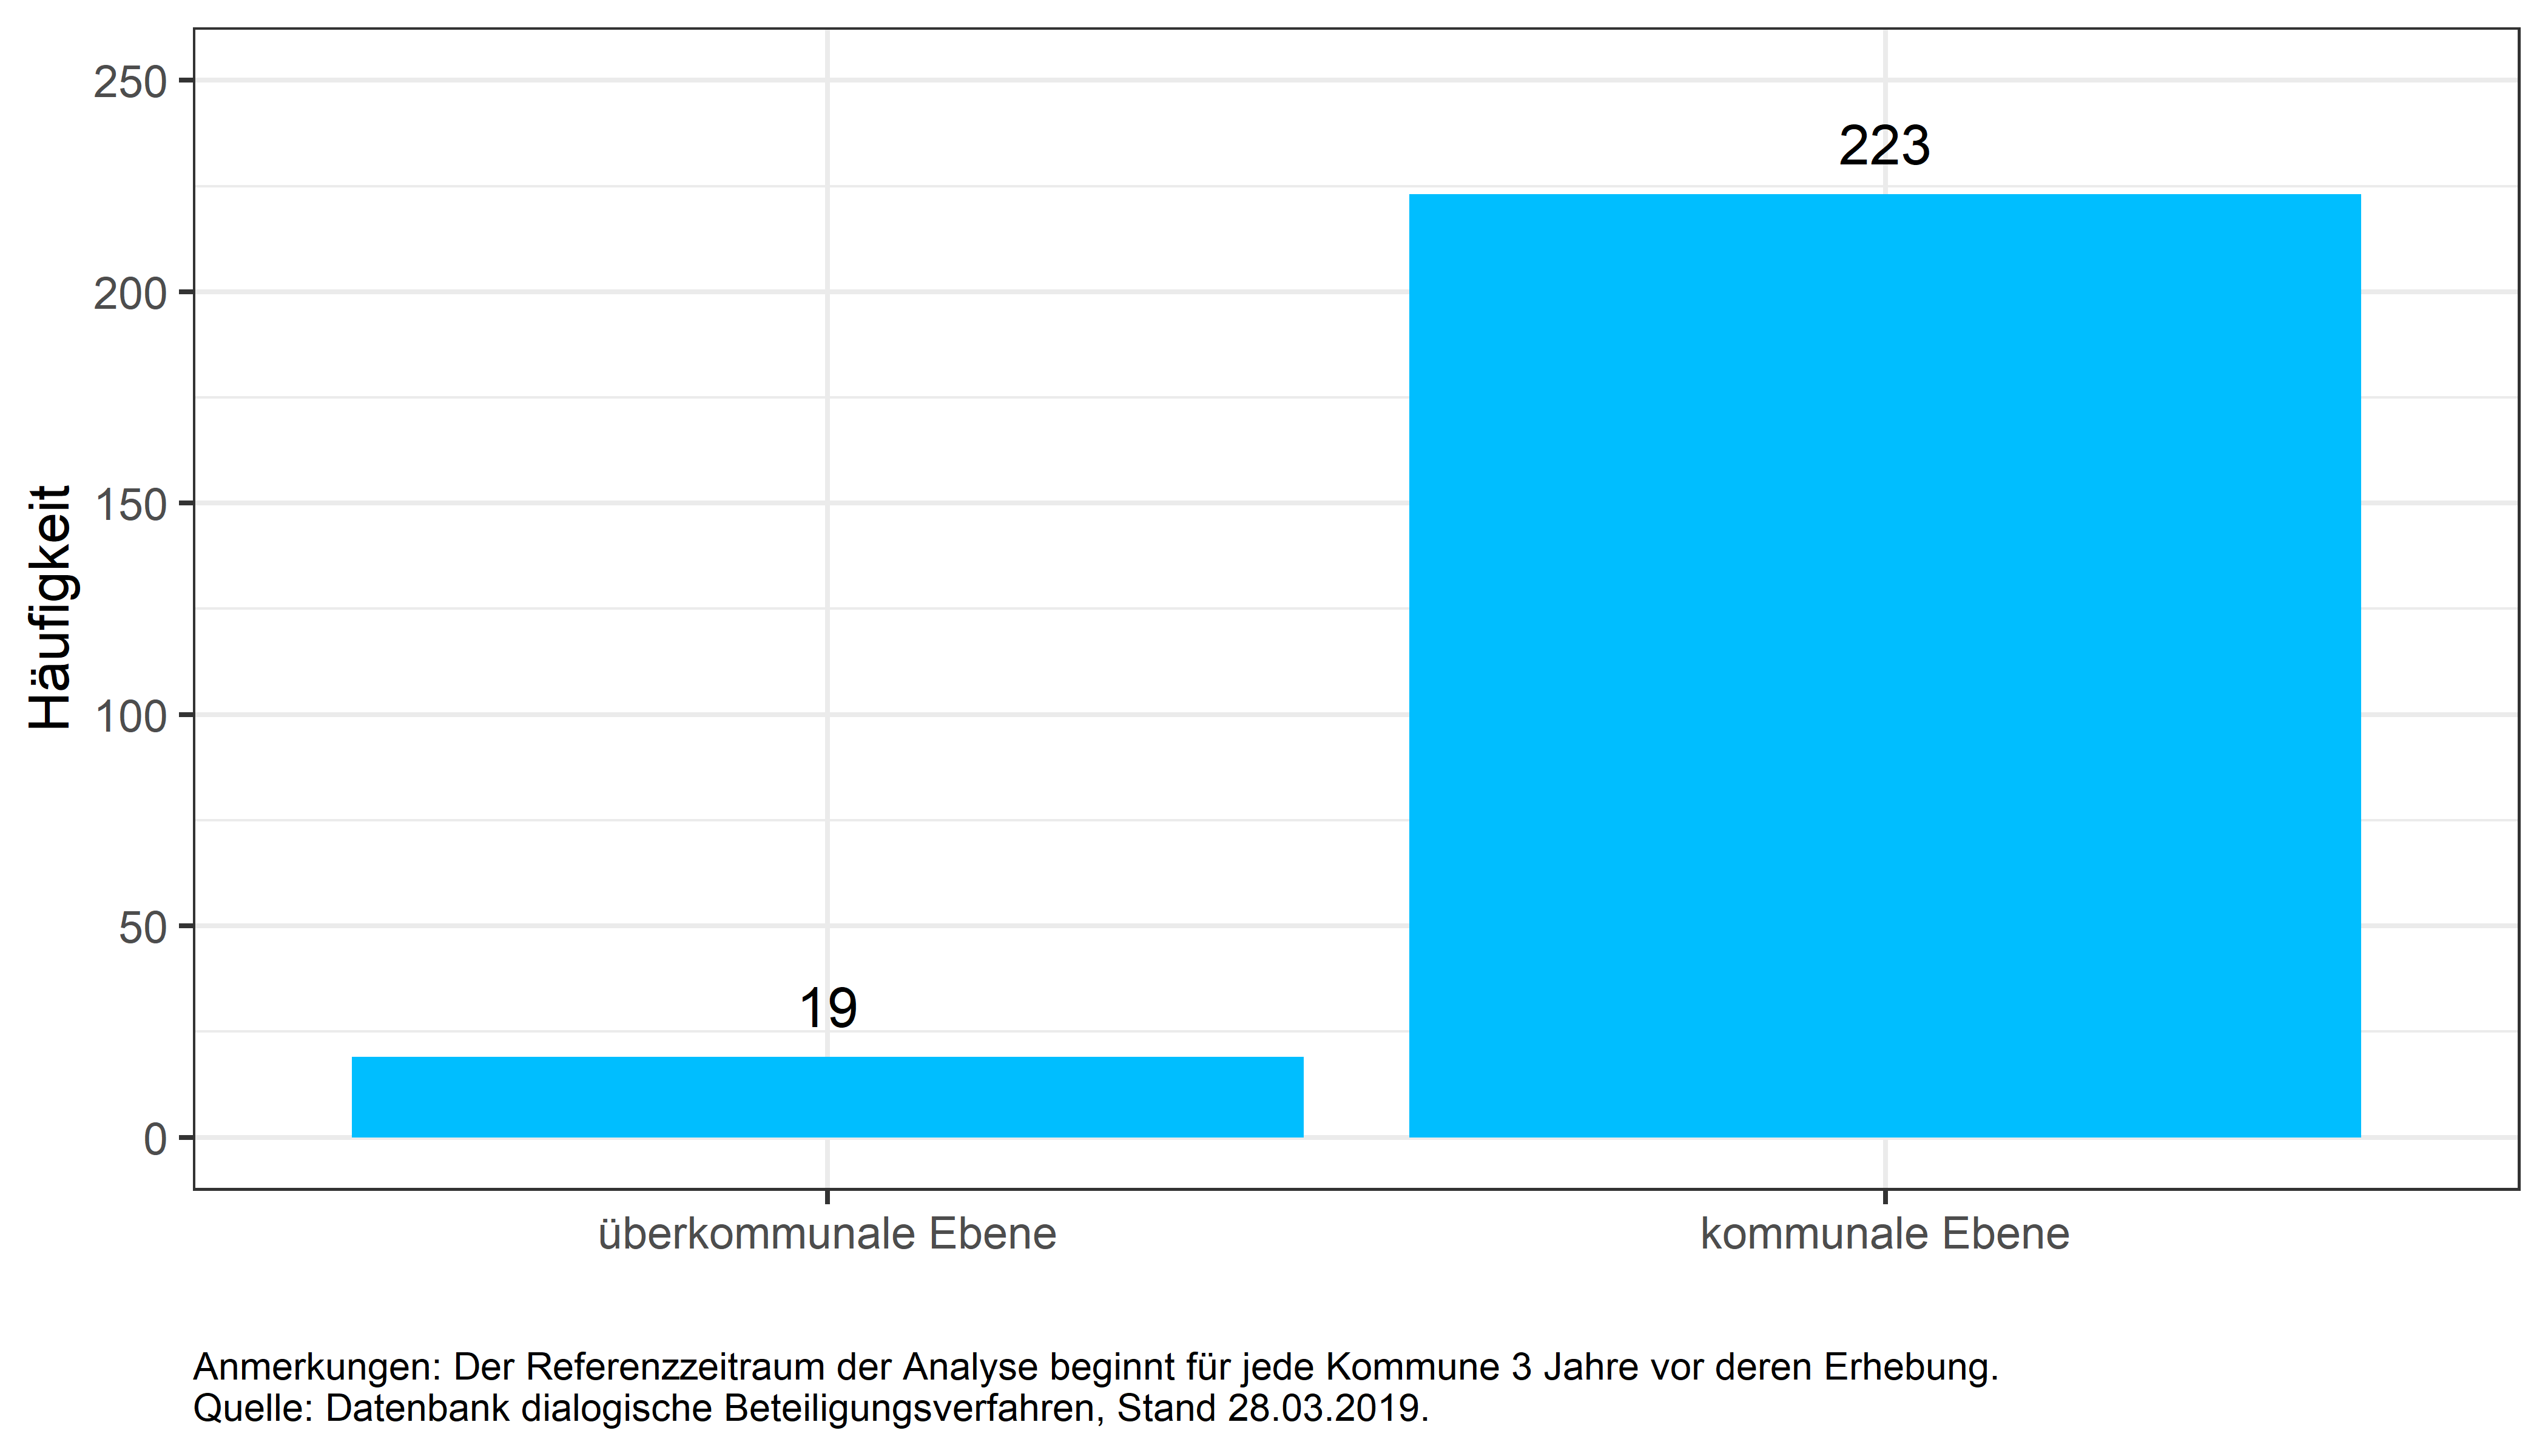 250
223
200
150
Häufigkeit
100
50
19
0
überkommunale Ebene
kommunale Ebene
Anmerkungen: Der Referenzzeitraum der Analyse beginnt für jede Kommune 3 Jahre vor deren Erhebung.
Quelle: Datenbank dialogische Beteiligungsverfahren, Stand 28.03.2019.